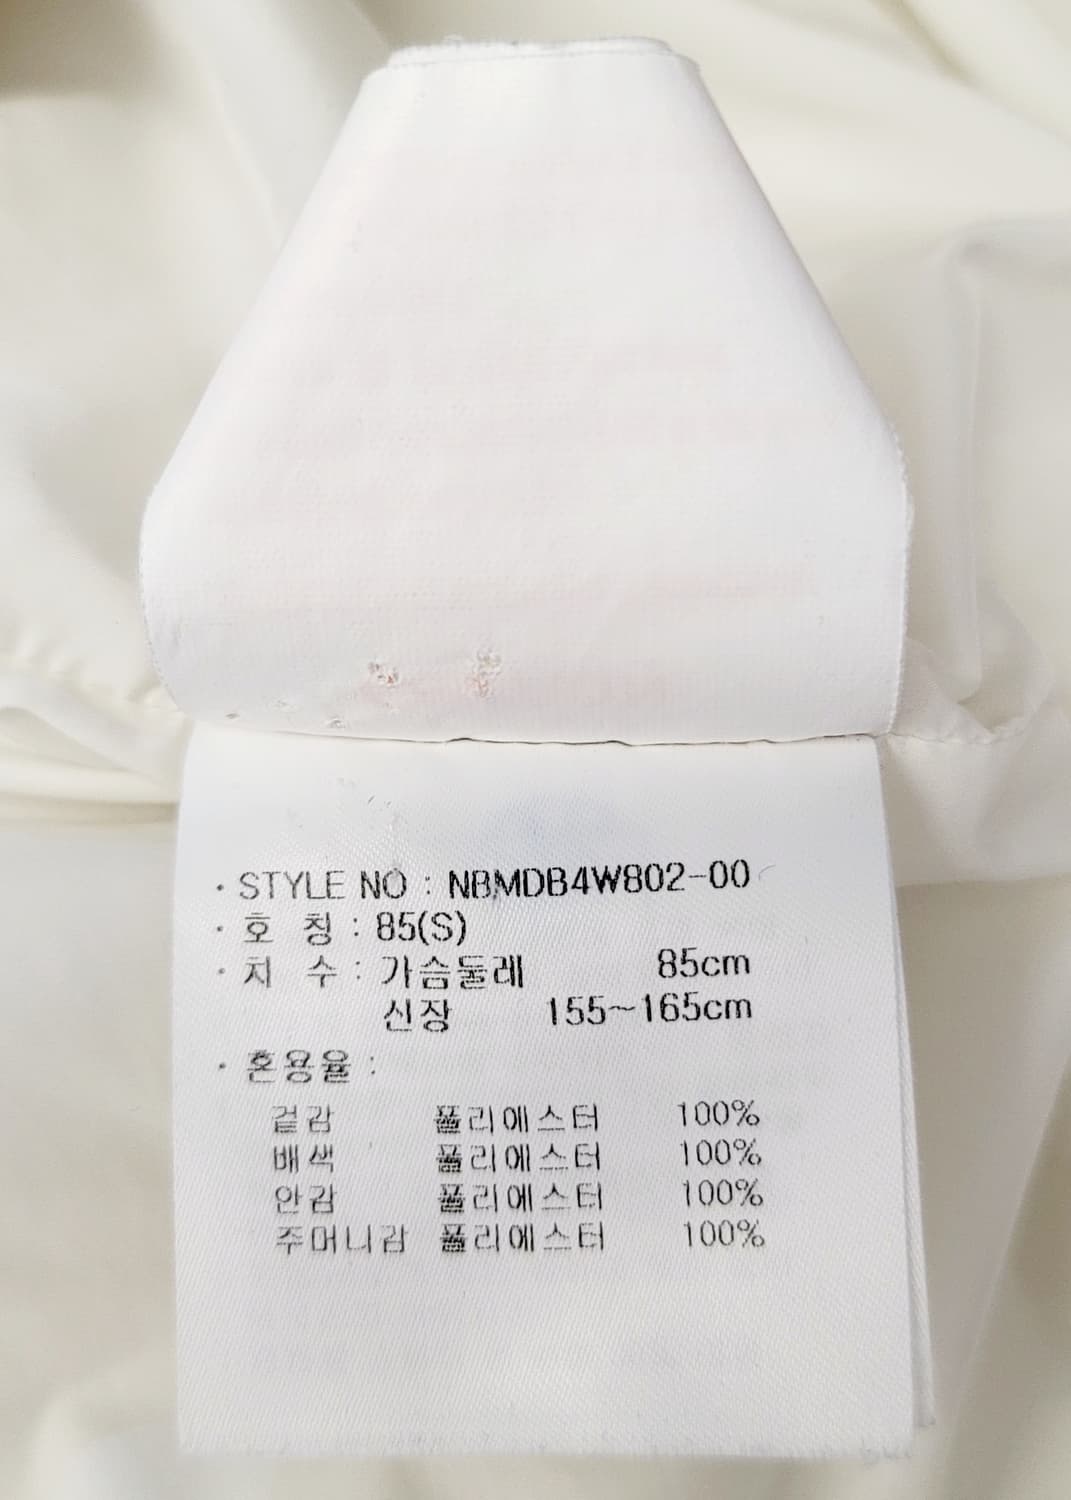 · STYLE NO : NBMDB4W802-00
· 호 칭 : 85(S)
· 치 수 : 가슴둘레 85cm
신장 155~165cm
· 혼용율 :
겉감 폴리에스터 100%
배색 폴리에스터 100%
안감 폴리에스터 100%
주머니감 폴리에스터 100%